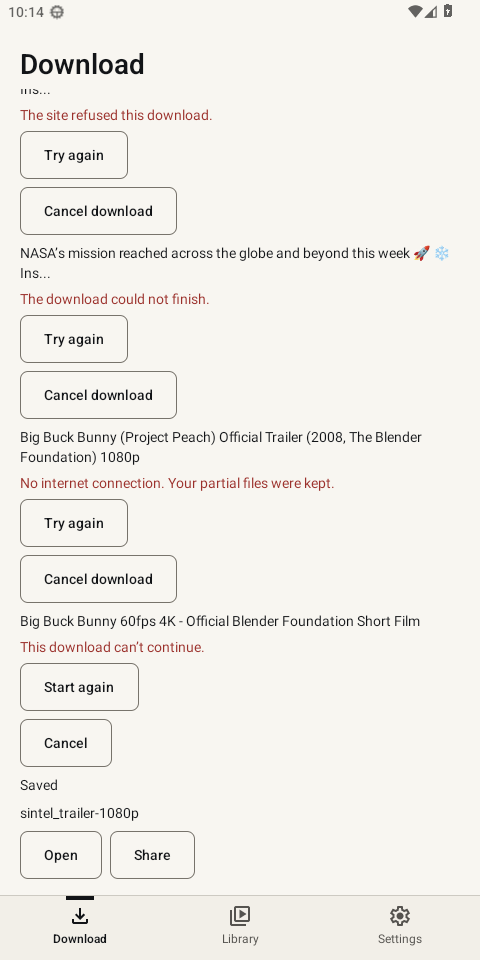 10:14
Download
Ins...
The site refused this download.
Try again
Cancel download
NASA’s mission reached across the globe and beyond this week 🚀 ❄️
Ins...
The download could not finish.
Try again
Cancel download
Big Buck Bunny (Project Peach) Official Trailer (2008, The Blender
Foundation) 1080p
No internet connection. Your partial files were kept.
Try again
Cancel download
Big Buck Bunny 60fps 4K - Official Blender Foundation Short Film
This download can’t continue.
Start again
Cancel
Saved
sintel_trailer-1080p
Open Share
Download Library Settings